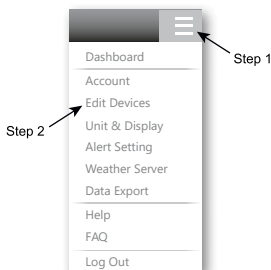 Dashboard
Step 1
Account
Edit Devices
Step 2
Unit & Display
Alert Setting
Weather Server
Data Export
Help
FAQ
Log Out